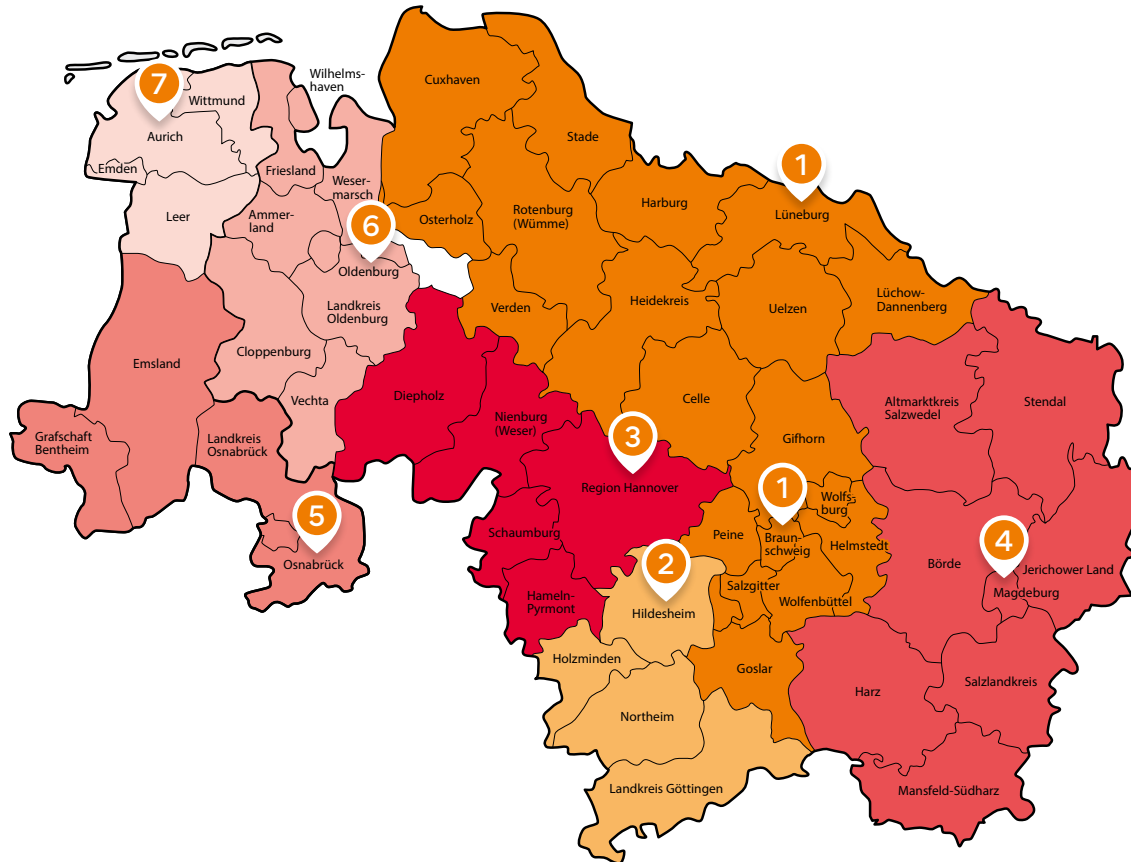 Cuxhaven
Wilhelms-
haven
7
Wittmund
Stade
Aurich
1
Emden
Friesland
Weser-
marsch
Harburg
Rotenburg
(Wümme)
Lüneburg
Leer
Ammer-
land
6
Osterholz
Oldenburg
Landkreis
Oldenburg
Verden
Heidekreis
Uelzen
Lüchow-
Dannenberg
Emsland
Cloppenburg
Diepholz
Vechta
Celle
Altmarktkreis
Salzwedel
Stendal
Nienburg
(Weser)
Grafschaft
Bentheim
Landkreis
Osnabrück
3
Gifhorn
Region Hannover
1
Wolfs-
burg
5
Schaumburg
Peine
Braun-
schweig
Helmstedt
4
Osnabrück
2
Börde
Jerichower Land
Magdeburg
Hameln-
Pyrmont
Salzgitter
Wolfenbüttel
Hildesheim
Holzminden
Goslar
Harz
Salzlandkreis
Northeim
Landkreis Göttingen
Mansfeld-Südharz